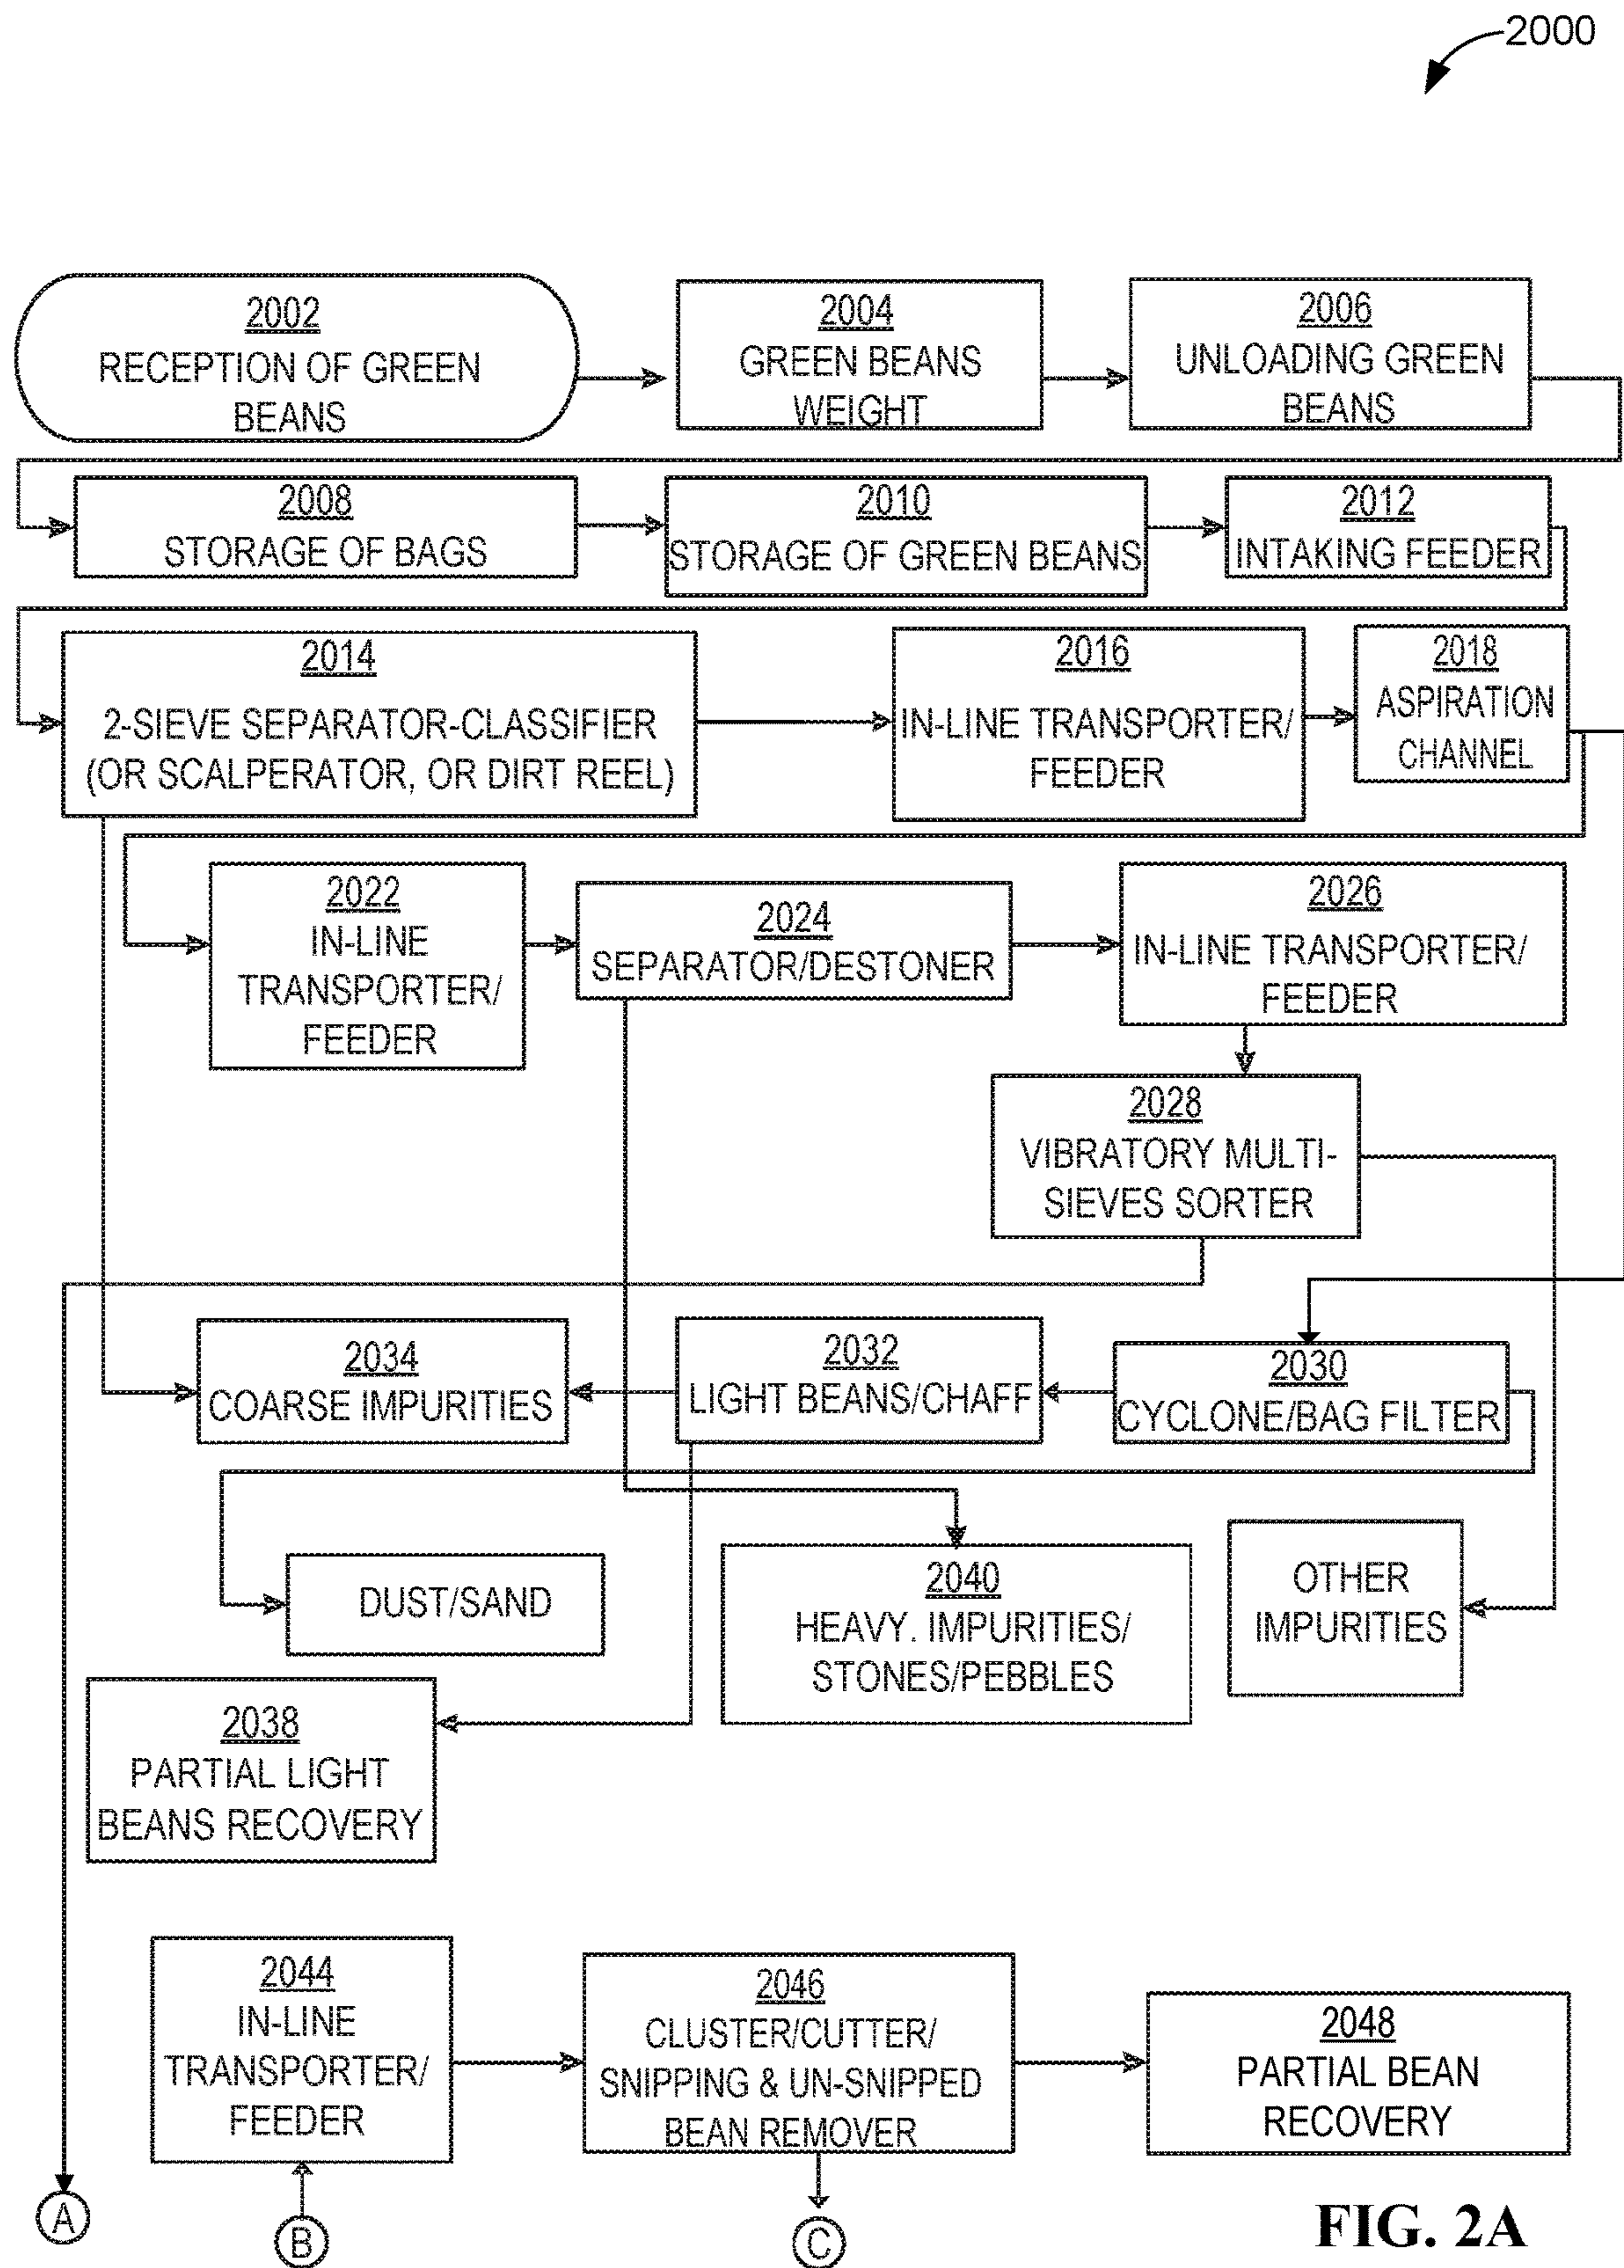 2000
2002
RECEPTION OF GREEN
BEANS
2004
GREEN BEANS
WEIGHT
2006
UNLOADING GREEN
BEANS
2008
STORAGE OF BAGS
2010
STORAGE OF GREEN BEANS
2012
INTAKING FEEDER
2014
2-SIEVE SEPARATOR-CLASSIFIER
(OR SCALPERATOR, OR DIRT REEL)
2016
IN-LINE TRANSPORTER/
FEEDER
2018
ASPIRATION
CHANNEL
2022
IN-LINE
TRANSPORTER/
FEEDER
2024
SEPARATOR/DESTONER
2026
IN-LINE TRANSPORTER/
FEEDER
2028
VIBRATORY MULTI-
SIEVES SORTER
2034
COARSE IMPURITIES
2032
LIGHT BEANS/CHAFF
2030
CYCLONE/BAG FILTER
DUST/SAND
2040
HEAVY. IMPURITIES/
STONES/PEBBLES
OTHER
IMPURITIES
2038
PARTIAL LIGHT
BEANS RECOVERY
2044
IN-LINE
TRANSPORTER/
FEEDER
2046
CLUSTER/CUTTER/
SNIPPING & UN-SNIPPED
BEAN REMOVER
2048
PARTIAL BEAN
RECOVERY
A
B
C
FIG. 2A